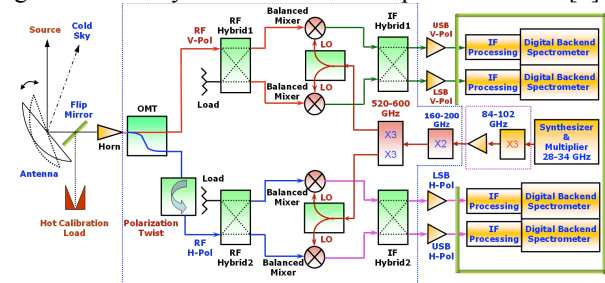 Source
Cold
Sky
Flip
Mirror
Antenna
Horn
Hot Calibration
Load
OMT
Polarization
Twist
RF
V-Pol
RF
Hybrid1
Load
Balanced
Mixer
LO
Balanced
Mixer
IF
Hybrid1
USB
V-Pol
LSB
V-Pol
IF
Processing
Digital Backend
Spectrometer
IF
Processing
Digital Backend
Spectrometer
520-600
GHz
X3
X3
160-200
GHz
X2
84-102
GHz
X3
Synthesizer
&
Multiplier
28-34 GHz
Load
RF
H-Pol
RF
Hybrid2
Balanced
Mixer
LO
Balanced
Mixer
IF
Hybrid2
LSB
H-Pol
USB
H-Pol
IF
Processing
Digital Backend
Spectrometer
IF
Processing
Digital Backend
Spectrometer